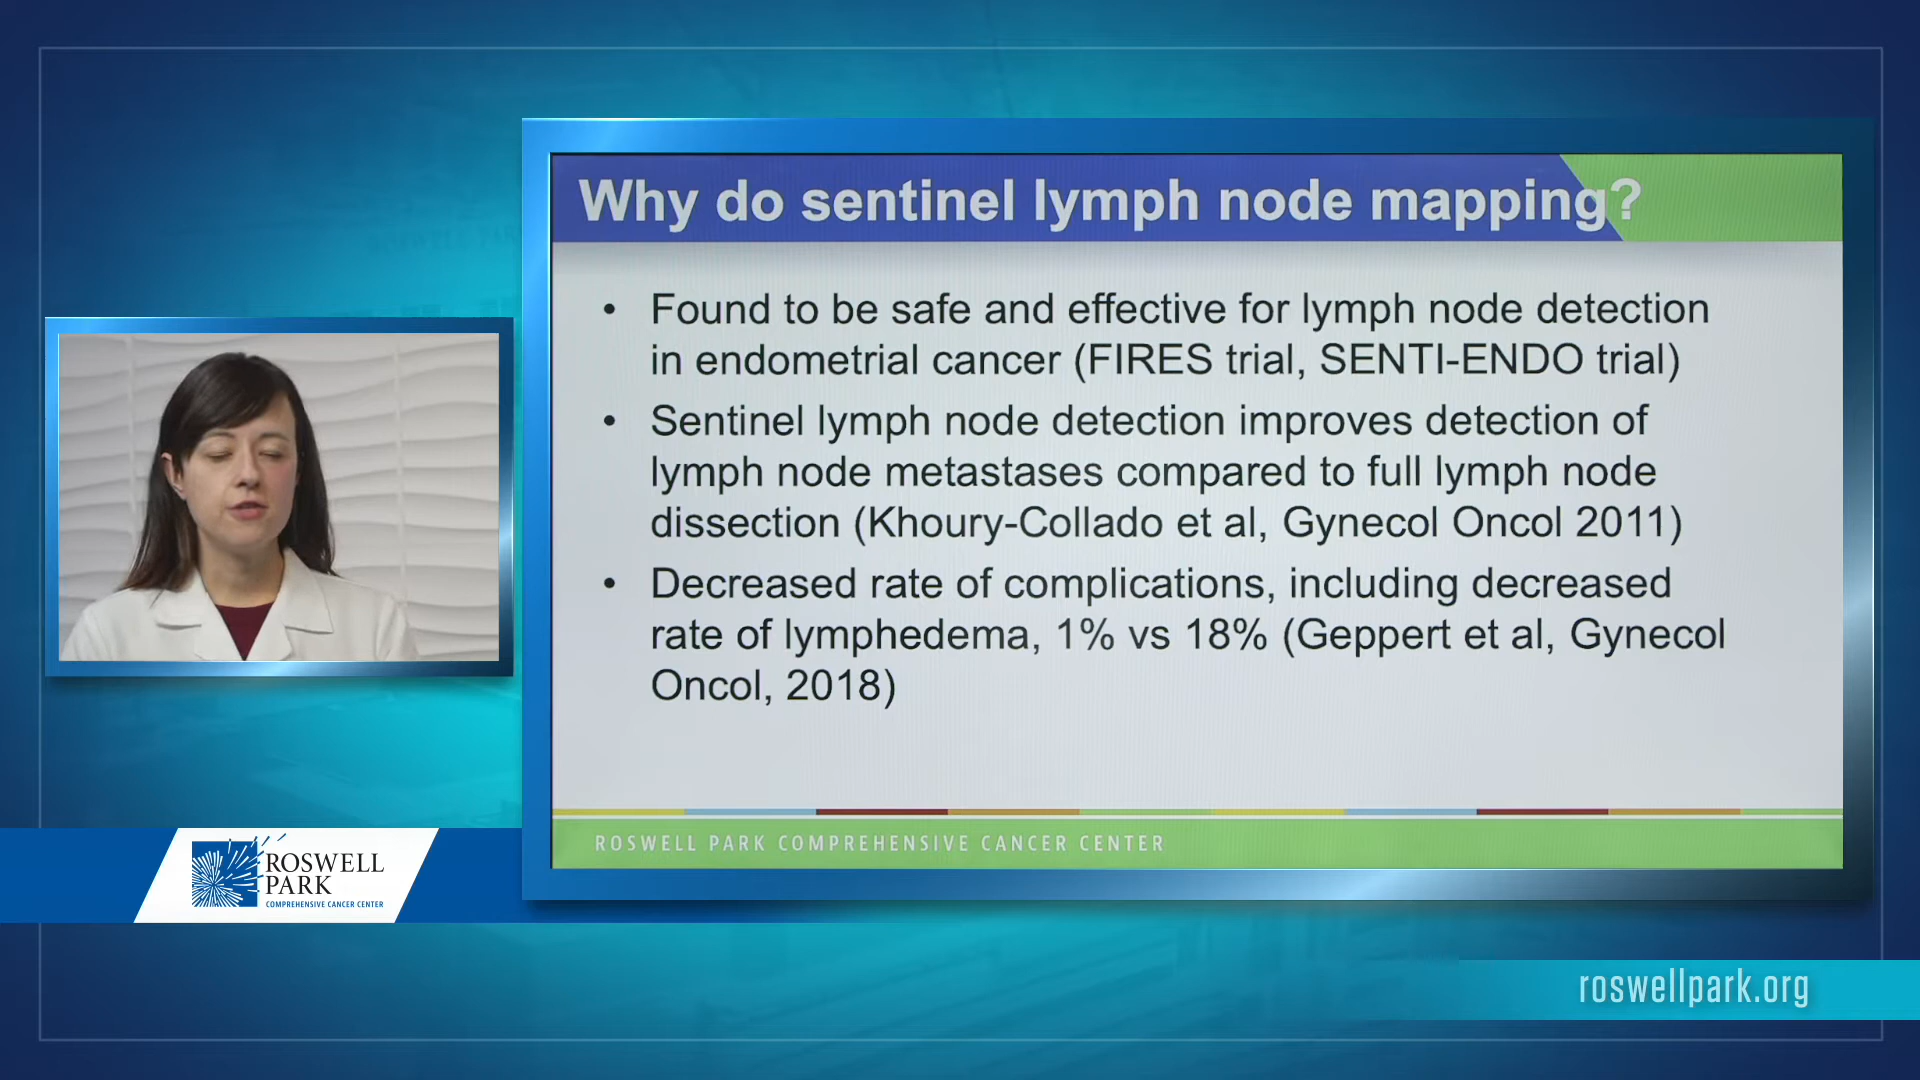 Why do sentinel lymph node mapping?
• Found to be safe and effective for lymph node detection
in endometrial cancer (FIRES trial, SENTI-ENDO trial)
• Sentinel lymph node detection improves detection of
lymph node metastases compared to full lymph node
dissection (Khoury-Collado et al, Gynecol Oncol 2011)
• Decreased rate of complications, including decreased
rate of lymphedema, 1% vs 18% (Geppert et al, Gynecol
Oncol, 2018)
ROSWELL PARK COMPREHENSIVE CANCER CENTER
ROSWELL
PARK
COMPREHENSIVE CANCER CENTER
roswellpark.org